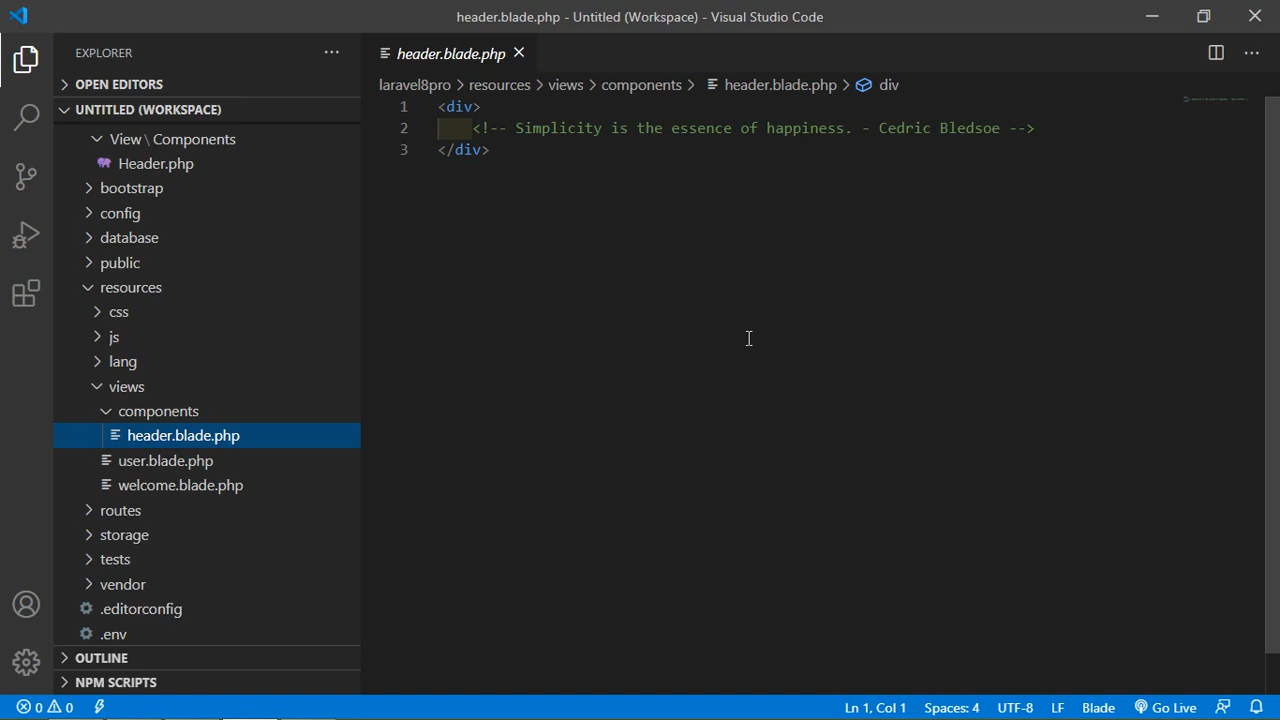 header.blade.php - Untitled (Workspace) - Visual Studio Code
EXPLORER
OPEN EDITORS
UNTITLED (WORKSPACE)
View \ Components
Header.php
bootstrap
config
database
public
resources
css
js
lang
views
components
header.blade.php
user.blade.php
welcome.blade.php
routes
storage
tests
vendor
.editorconfig
.env
OUTLINE
NPM SCRIPTS
header.blade.php
laravel8pro > resources > views > components > header.blade.php > div
1 <div>
2 <!-- Simplicity is the essence of happiness. - Cedric Bledsoe -->
3 </div>
0 0 Ln 1, Col 1 Spaces: 4 UTF-8 LF Blade Go Live